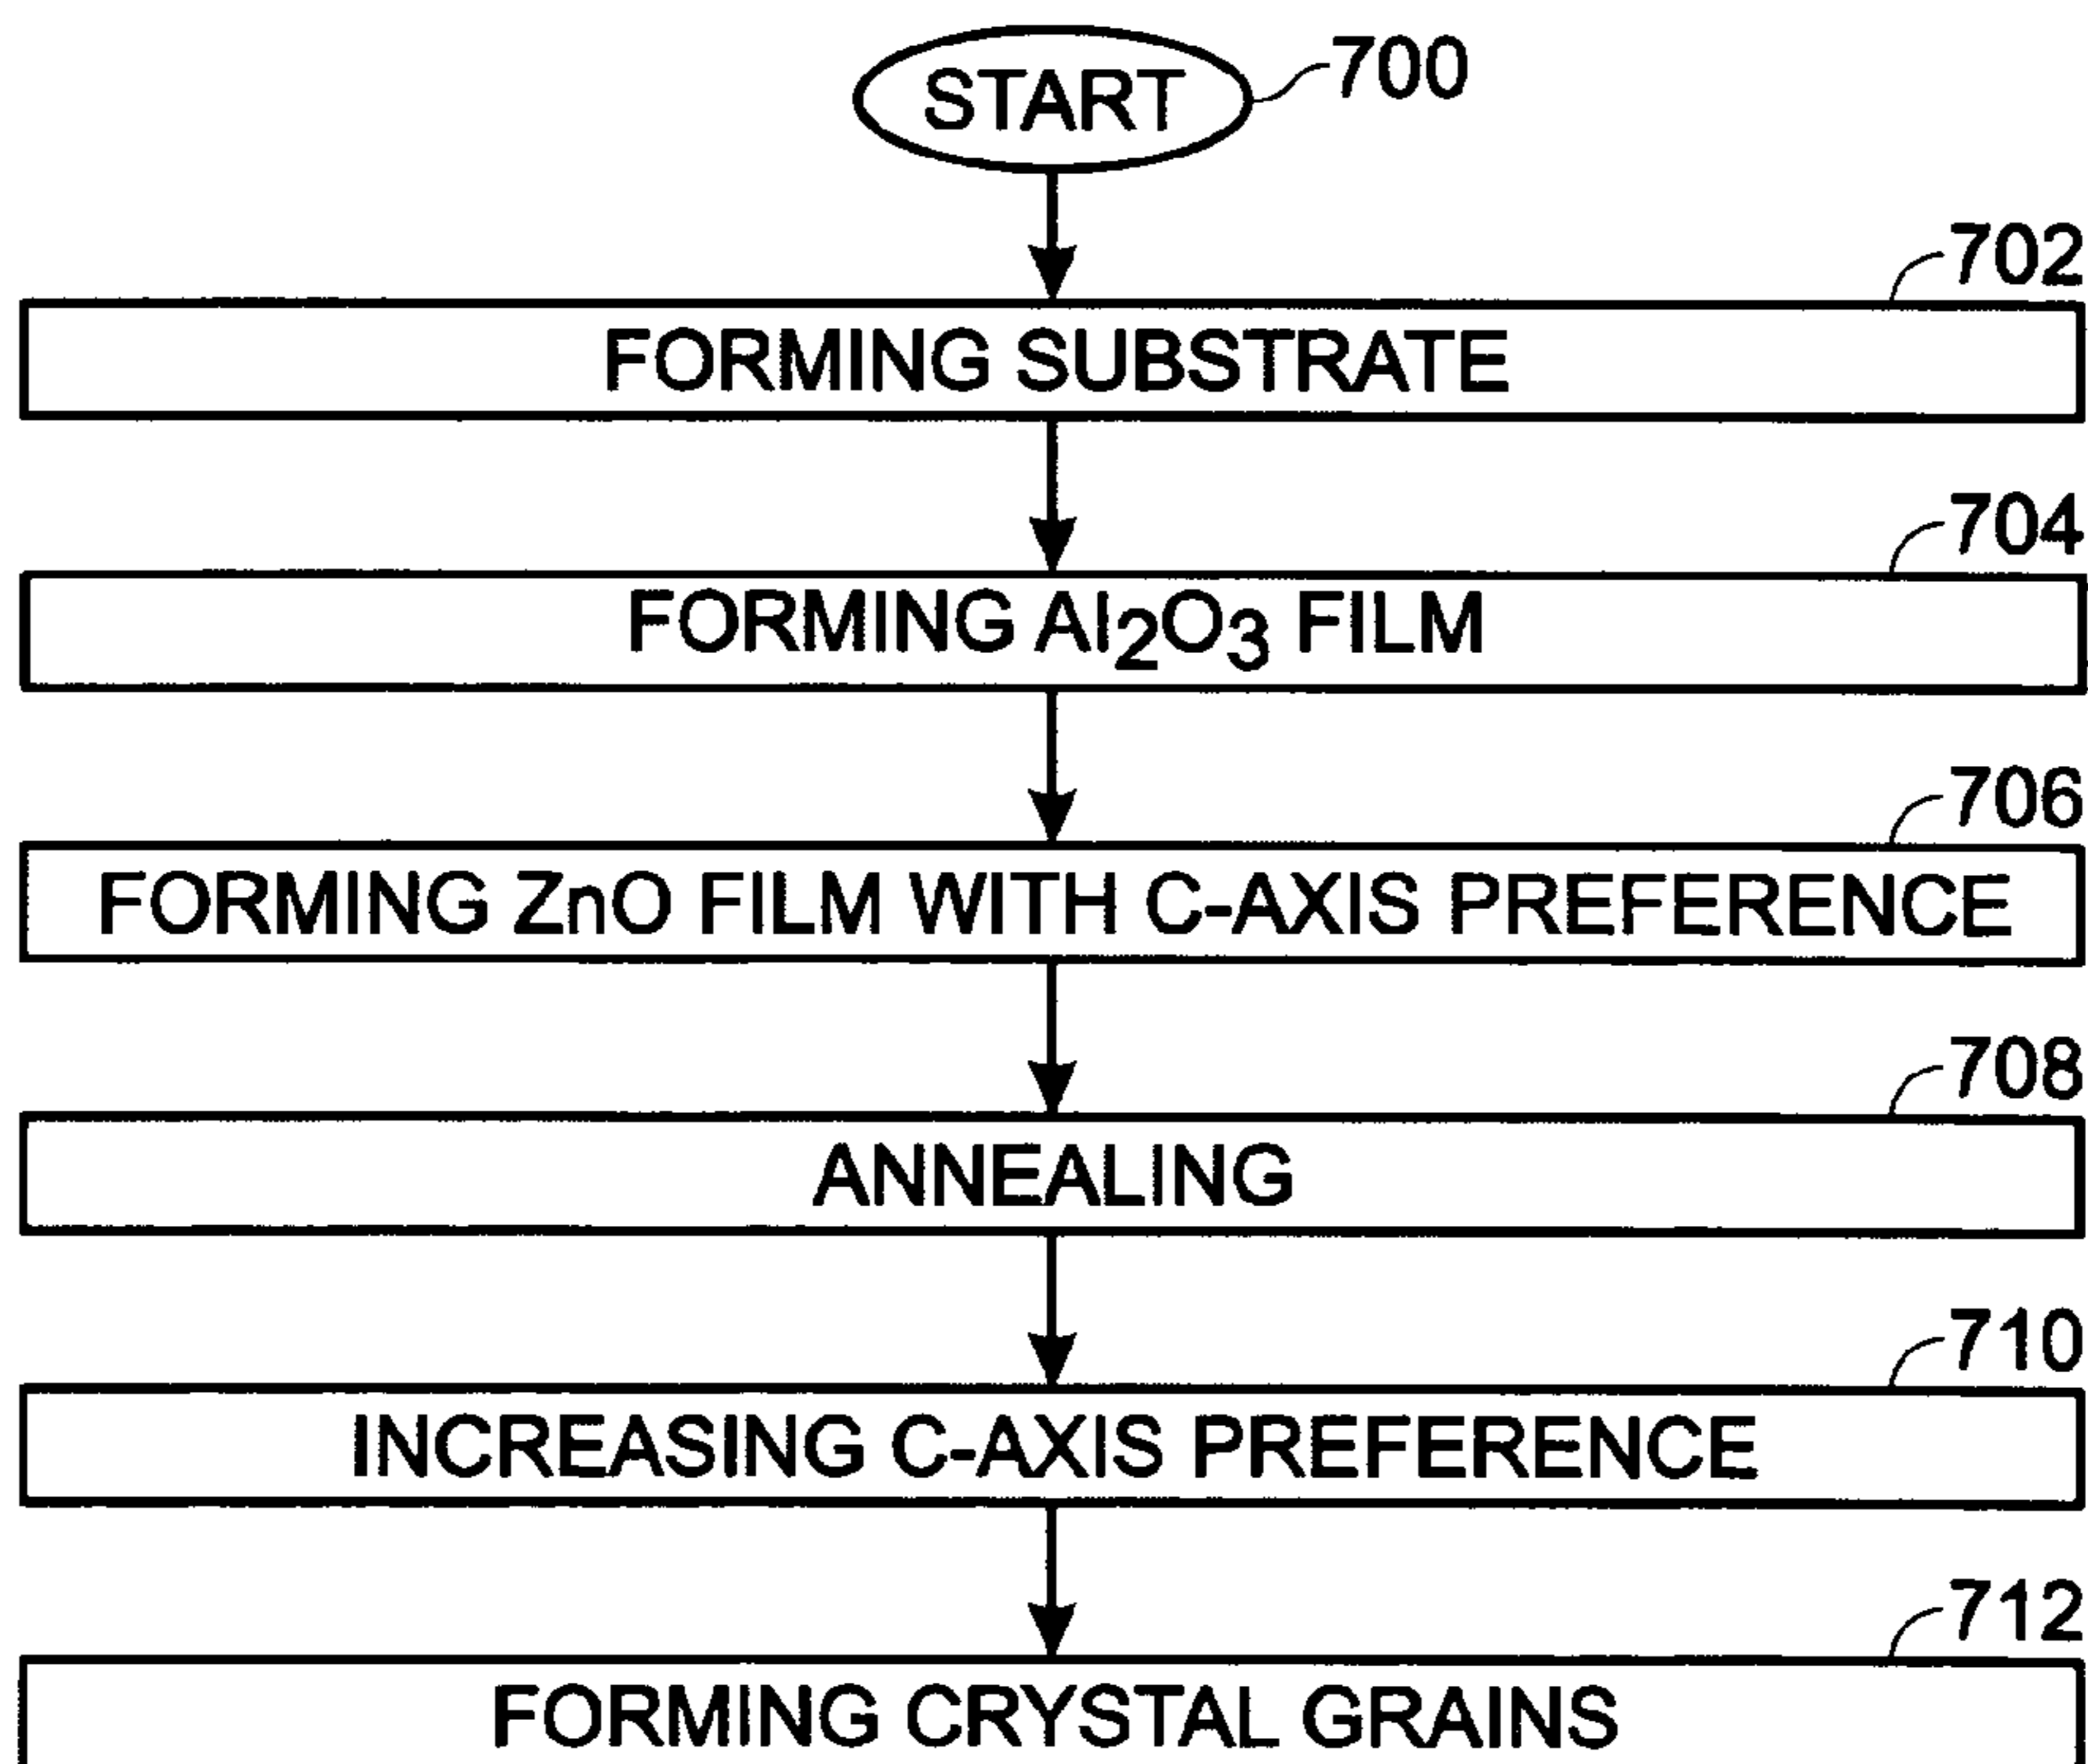 START
700
702
FORMING SUBSTRATE
704
FORMING Al₂O₃ FILM
706
FORMING ZnO FILM WITH C-AXIS PREFERENCE
708
ANNEALING
710
INCREASING C-AXIS PREFERENCE
712
FORMING CRYSTAL GRAINS